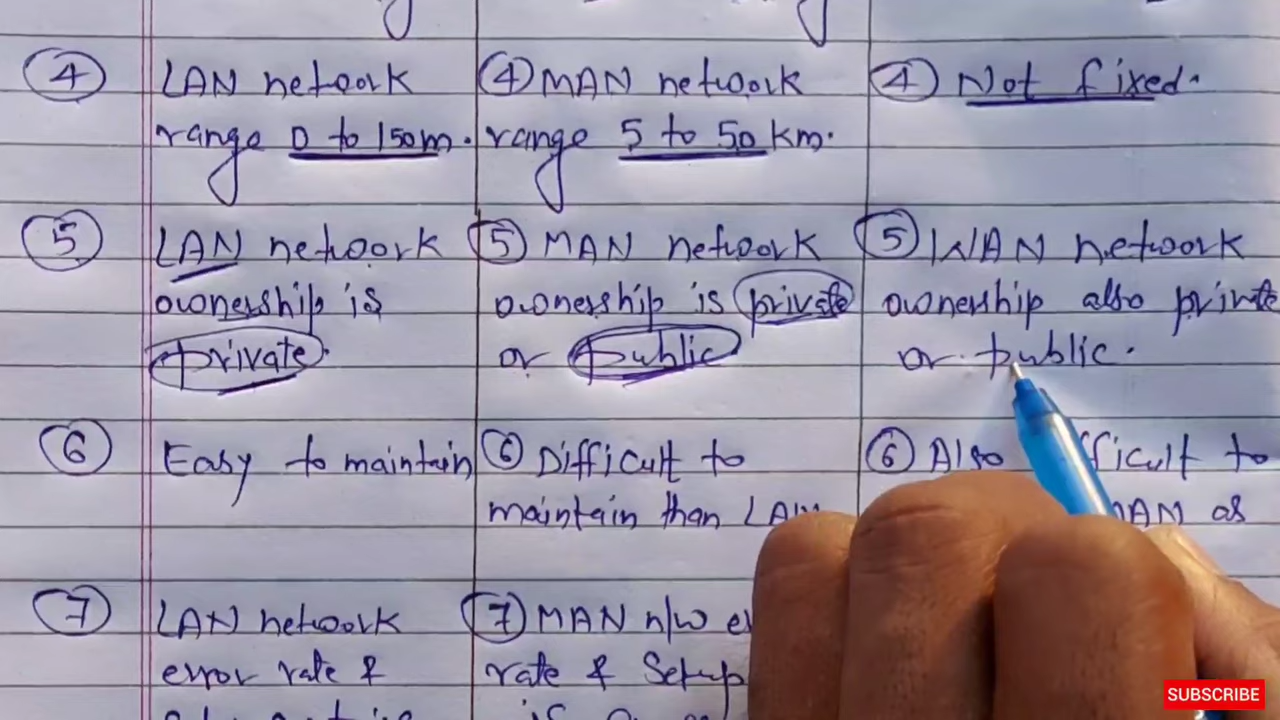 ④ LAN network
range 0 to 150m.
④ MAN network
range 5 to 50 km.
④ Not fixed.
⑤ LAN network
ownership is
private.
⑤ MAN network
ownership is private
or public
⑤ WAN network
ownership also private
or public.
⑥ Easy to maintain
⑥ Difficult to
maintain than LAN
⑥ Also to
MAN as
⑦ LAN network
error rate &
⑦ MAN n/w
rate & Setup
SUBSCRIBE